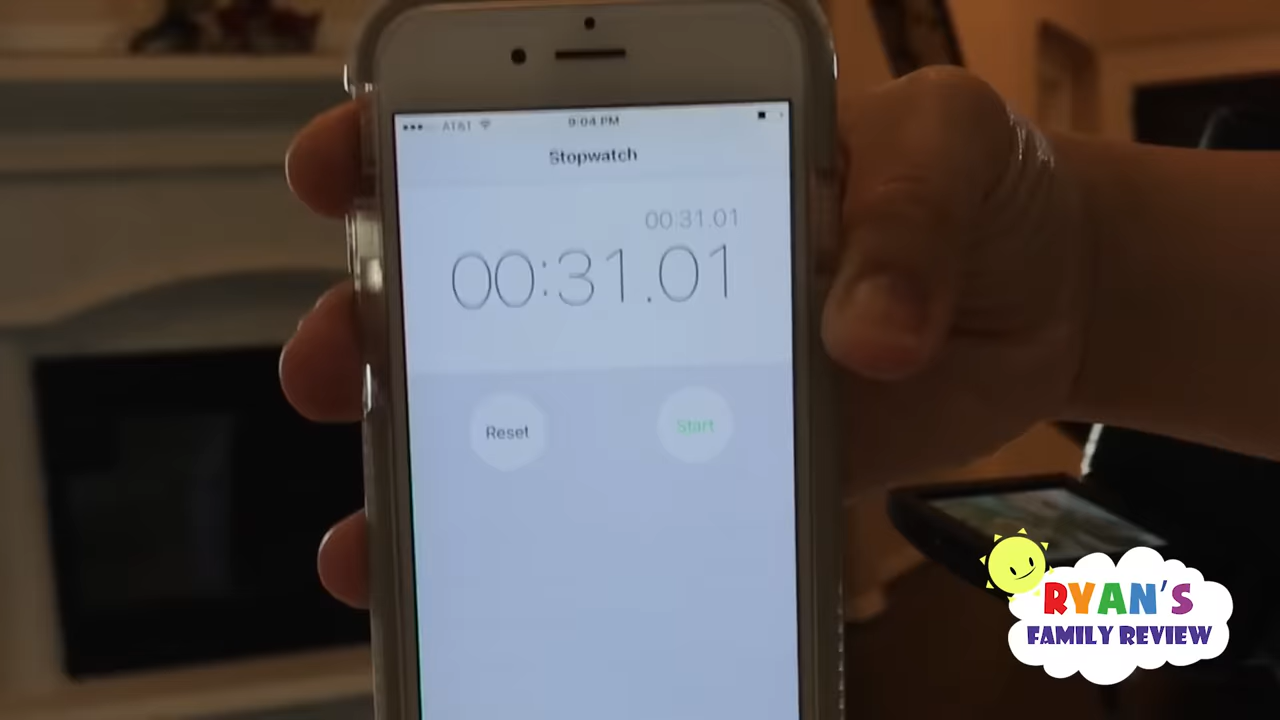 AT&T
9:04 PM
Stopwatch
00:31.01
00:31.01
Reset
Start
RYAN'S
FAMILY REVIEW